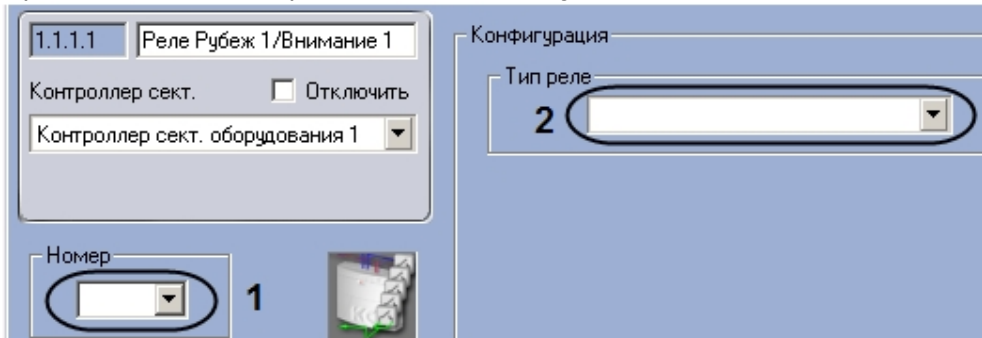 1.1.1.1 Реле Рубеж 1/Внимание 1
Контроллер сект. Отключить
Контроллер сект. оборудования 1
Номер
1
Конфигурация
Тип реле
2